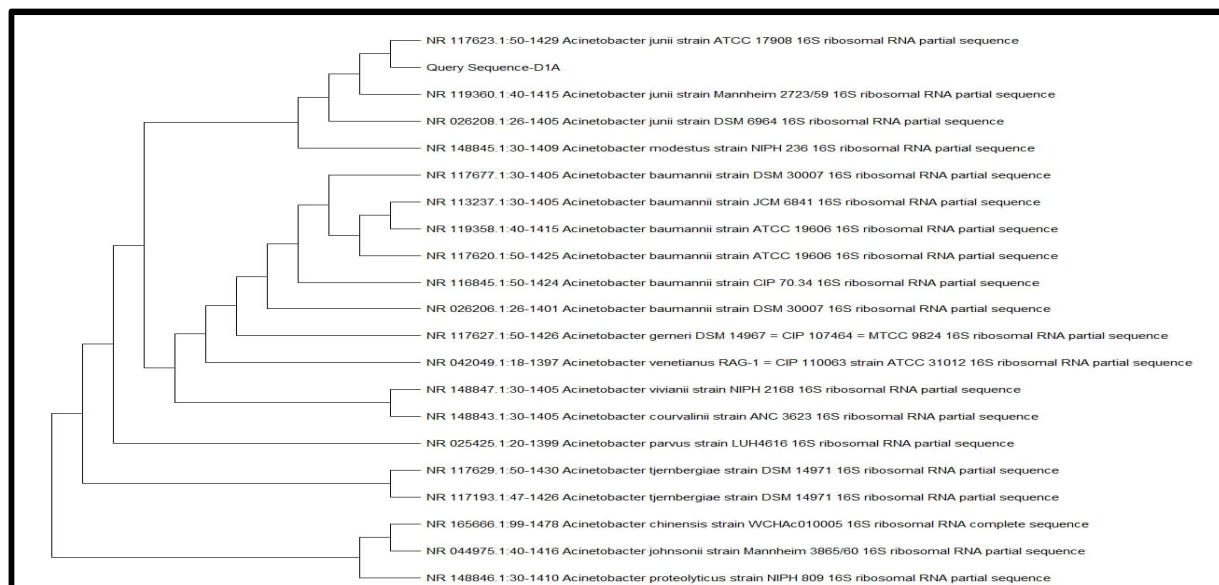 NR 117623.1:50-1429 Acinetobacter junii strain ATCC 17908 16S ribosomal RNA partial sequence
Query Sequence-D1A
NR 119360.1:40-1415 Acinetobacter junii strain Mannheim 2723/59 16S ribosomal RNA partial sequence
NR 026208.1:26-1405 Acinetobacter junii strain DSM 6964 16S ribosomal RNA partial sequence
NR 148845.1:30-1409 Acinetobacter modestus strain NIPH 236 16S ribosomal RNA partial sequence
NR 117677.1:30-1405 Acinetobacter baumannii strain DSM 30007 16S ribosomal RNA partial sequence
NR 113237.1:30-1405 Acinetobacter baumannii strain JCM 6841 16S ribosomal RNA partial sequence
NR 119358.1:40-1415 Acinetobacter baumannii strain ATCC 19606 16S ribosomal RNA partial sequence
NR 117620.1:50-1425 Acinetobacter baumannii strain ATCC 19606 16S ribosomal RNA partial sequence
NR 116845.1:50-1424 Acinetobacter baumannii strain CIP 70.34 16S ribosomal RNA partial sequence
NR 026206.1:26-1401 Acinetobacter baumannii strain DSM 30007 16S ribosomal RNA partial sequence
NR 117627.1:50-1426 Acinetobacter gerneri DSM 14967 = CIP 107464 = MTCC 9824 16S ribosomal RNA partial sequence
NR 042049.1:18-1397 Acinetobacter venetianus RAG-1 = CIP 110063 strain ATCC 31012 16S ribosomal RNA partial sequence
NR 148847.1:30-1405 Acinetobacter vivianii strain NIPH 2168 16S ribosomal RNA partial sequence
NR 148843.1:30-1405 Acinetobacter courvalinii strain ANC 3623 16S ribosomal RNA partial sequence
NR 025425.1:20-1399 Acinetobacter parvus strain LUH4616 16S ribosomal RNA partial sequence
NR 117629.1:50-1430 Acinetobacter tjernbergiae strain DSM 14971 16S ribosomal RNA partial sequence
NR 117193.1:47-1426 Acinetobacter tjernbergiae strain DSM 14971 16S ribosomal RNA partial sequence
NR 165666.1:99-1478 Acinetobacter chinensis strain WCHAc010005 16S ribosomal RNA complete sequence
NR 044975.1:40-1416 Acinetobacter johnsonii strain Mannheim 3865/60 16S ribosomal RNA partial sequence
NR 148846.1:30-1410 Acinetobacter proteolyticus strain NIPH 809 16S ribosomal RNA partial sequence